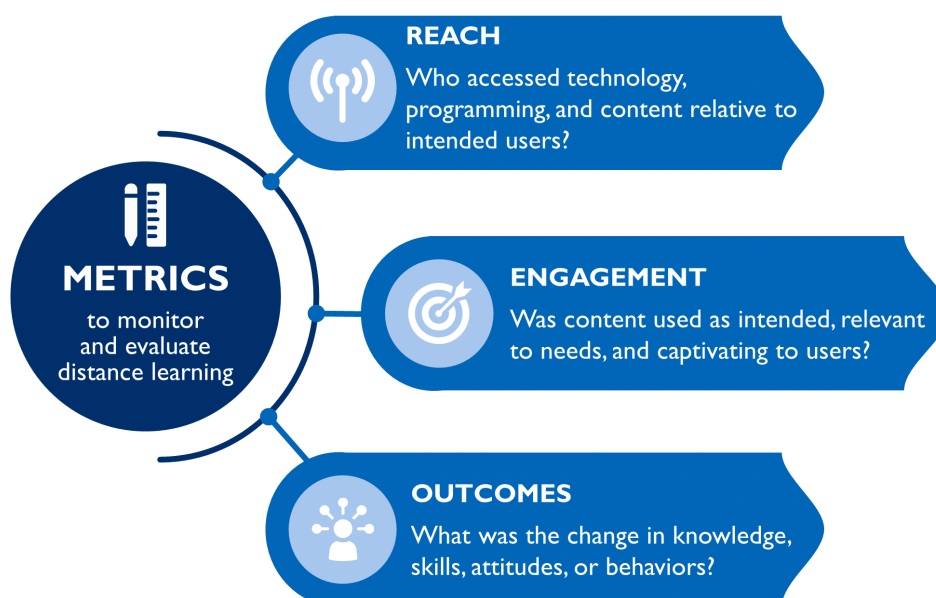 METRICS
to monitor
and evaluate
distance learning
REACH
Who accessed technology,
programming, and content relative to
intended users?
ENGAGEMENT
Was content used as intended, relevant
to needs, and captivating to users?
OUTCOMES
What was the change in knowledge,
skills, attitudes, or behaviors?